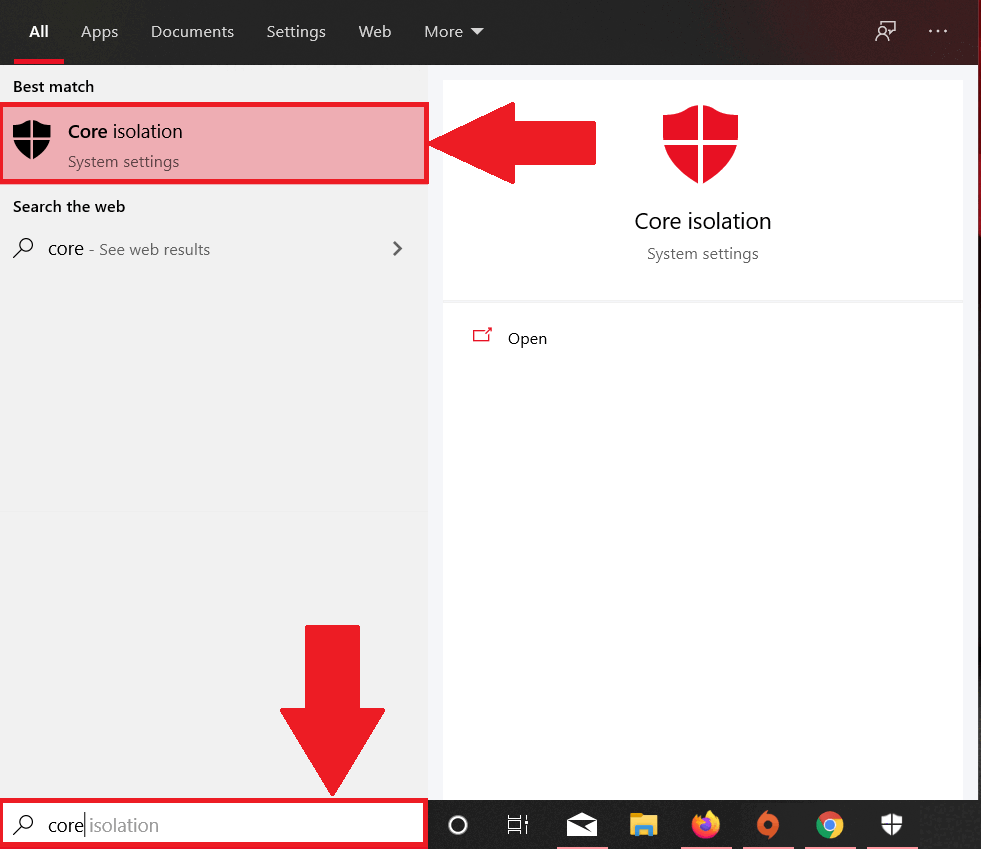 All Apps Documents Settings Web More
Best match
Core isolation
System settings
Search the web
core - See web results
Core isolation
System settings
Open
core isolation